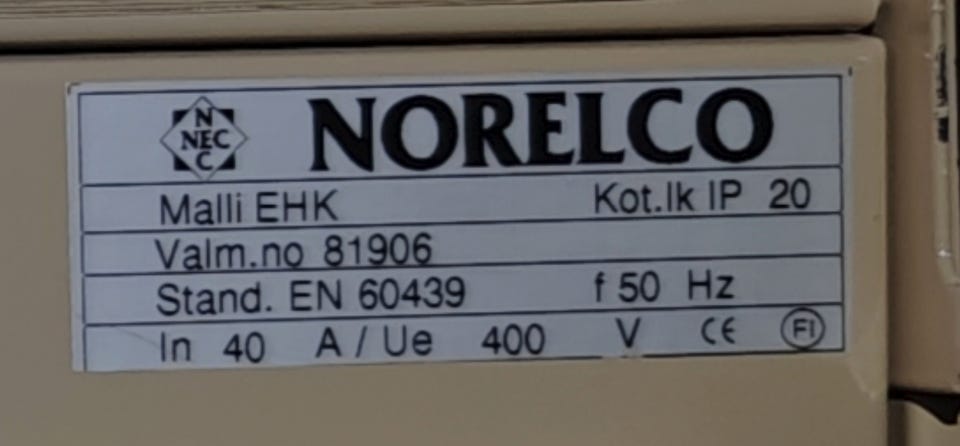 N
NEC
C
NORELCO
Malli EHK Kot.lk IP 20
Valm.no 81906
Stand. EN 60439 f 50 Hz
In 40 A / Ue 400 V CE FI